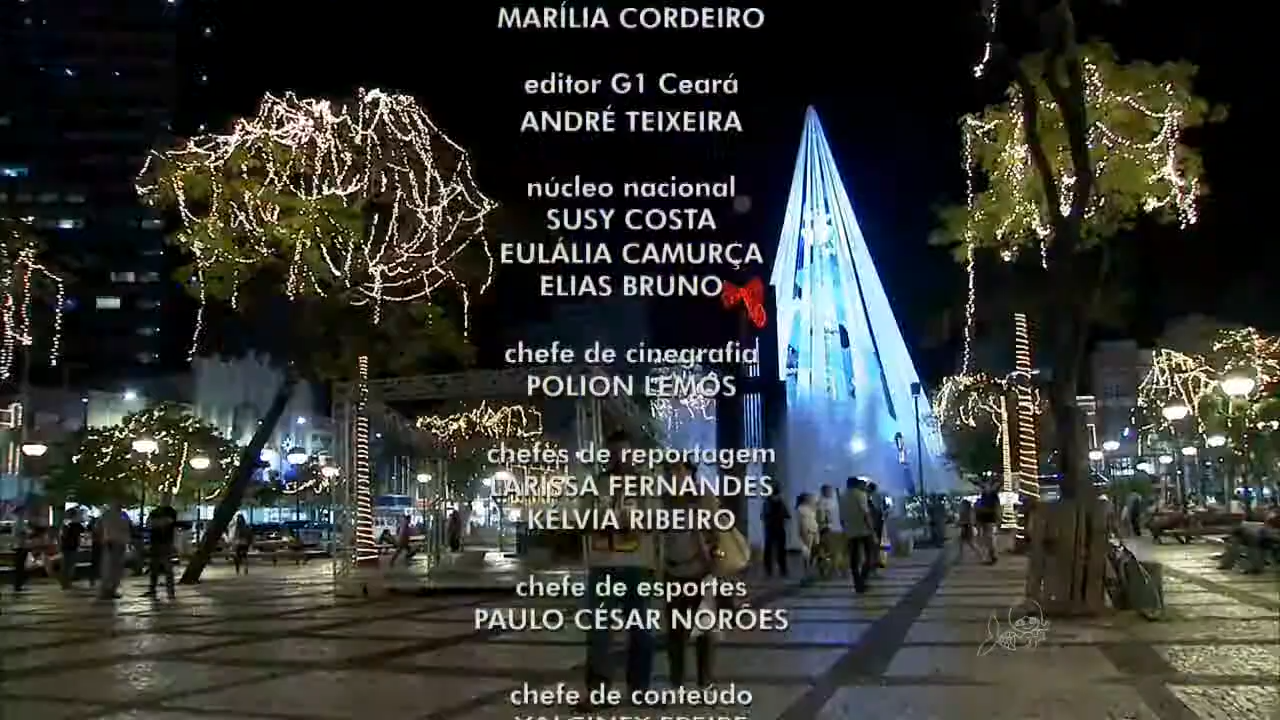 MARÍLIA CORDEIRO
editor G1 Ceará
ANDRÉ TEIXEIRA
núcleo nacional
SUSY COSTA
EULÁLIA CAMURÇA
ELIAS BRUNO
chefe de cinegrafia
POLION LEMOS
chefes de reportagem
LARISSA FERNANDES
KÉLVIA RIBEIRO
chefe de esportes
PAULO CÉSAR NORÕES
chefe de conteúdo